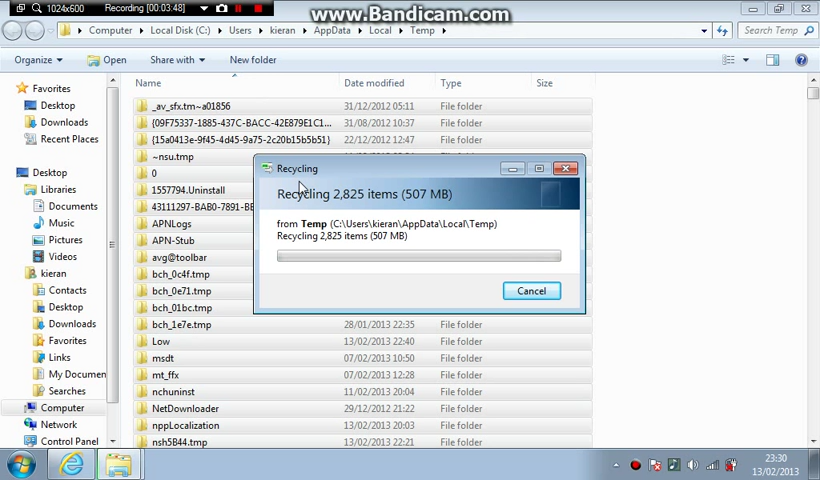 www.Bandicam.com
1024x600 Recording [00:03:48]
Computer Local Disk (C:) Users kieran AppData Local Temp Search Temp
Organize Open Share with New folder
Favorites
Desktop
Downloads
Recent Places
Desktop
Libraries
Documents
Music
Pictures
Videos
kieran
Contacts
Desktop
Downloads
Favorites
Links
My Documen
Searches
Computer
Network
Control Panel
Name Date modified Type Size
_av_sfx.tm~a01856 31/12/2012 05:11 File folder
{09F75337-1885-437C-BACC-42E879C1... 31/08/2012 10:37 File folder
{15a0413e-9f45-4d45-9a75-2c20b15b5b51} 22/12/2012 12:47 File folder
~nsu.tmp
0
1557794.Uninstall
43111297-BAB0-7891-BE
APNLogs
APN-Stub
avg@toolbar
bch_0c4f.tmp
bch_0e71.tmp
bch_01bc.tmp
bch_1e7e.tmp 28/01/2013 22:35 File folder
Low 13/02/2013 22:40 File folder
msdt 07/02/2013 10:50 File folder
mt_ffx 07/02/2013 12:28 File folder
nchuninst 11/02/2013 20:04 File folder
NetDownloader 29/12/2012 21:22 File folder
nppLocalization 13/02/2013 22:04 File folder
nsh5B44.tmp 13/02/2013 22:21 File folder
Recycling
Recycling 2,825 items (507 MB)
from Temp (C:\Users\kieran\AppData\Local\Temp)
Recycling 2,825 items (507 MB)
Cancel
23:30
13/02/2013